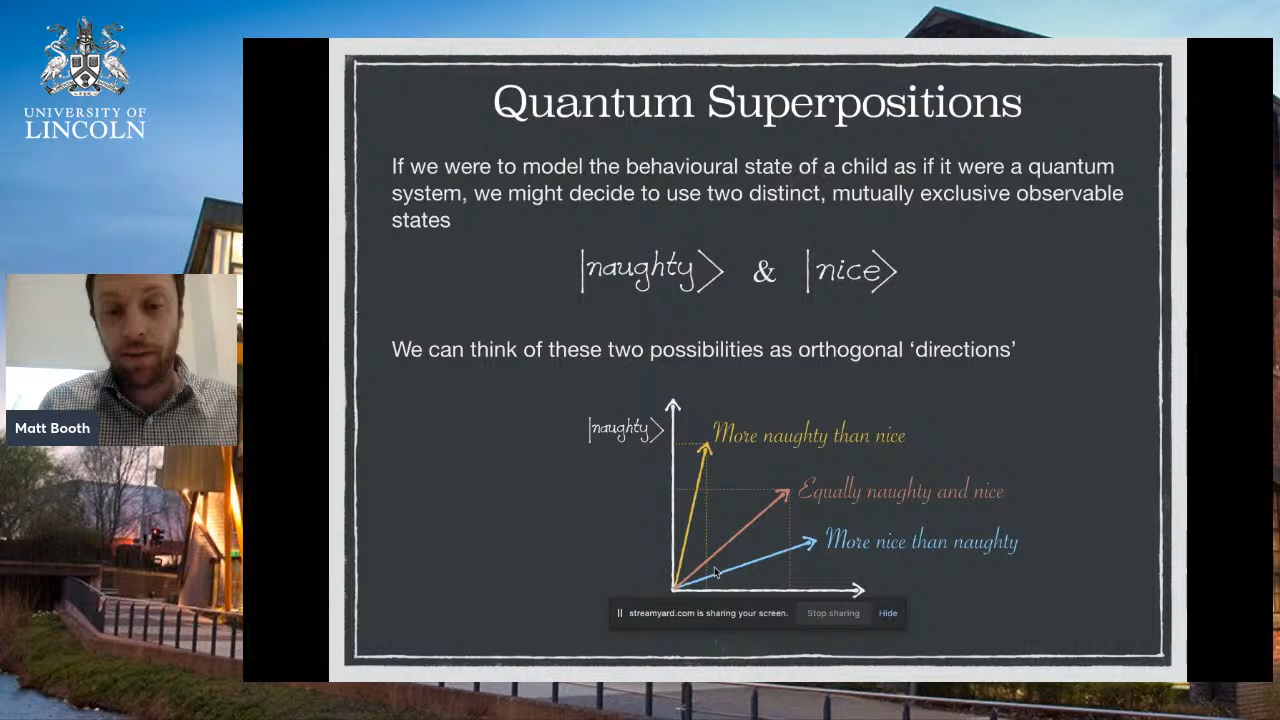 UNIVERSITY OF
LINCOLN
Quantum Superpositions
If we were to model the behavioural state of a child as if it were a quantum
system, we might decide to use two distinct, mutually exclusive observable
states
|naughty> & |nice>
We can think of these two possibilities as orthogonal ‘directions’
|naughty>
More naughty than nice
Equally naughty and nice
More nice than naughty
streamyard.com is sharing your screen. Stop sharing Hide
Matt Booth